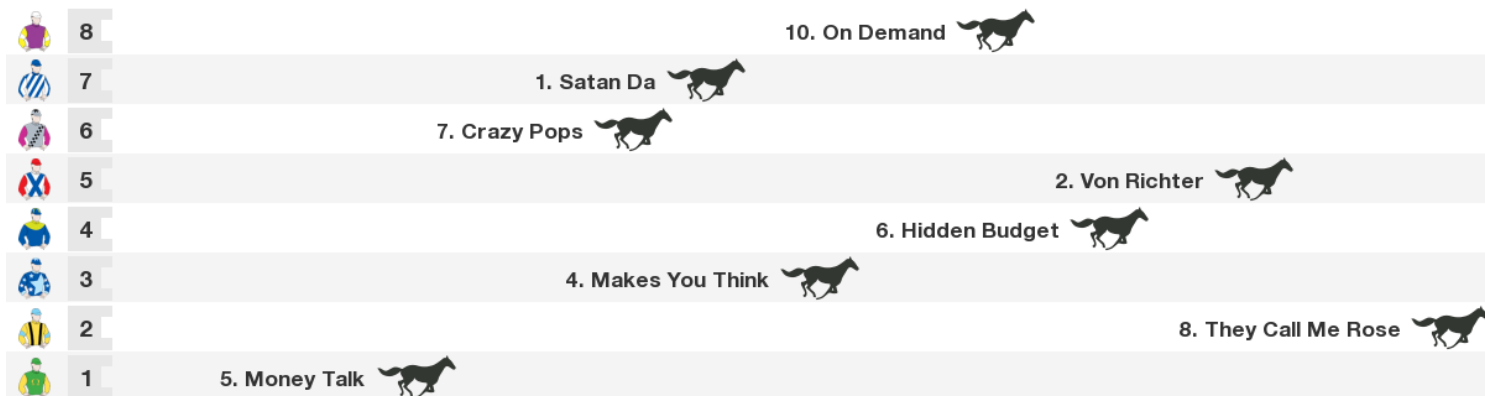 8 10. On Demand
7 1. Satan Da
6 7. Crazy Pops
5 2. Von Richter
4 6. Hidden Budget
3 4. Makes You Think
2 8. They Call Me Rose
1 5. Money Talk